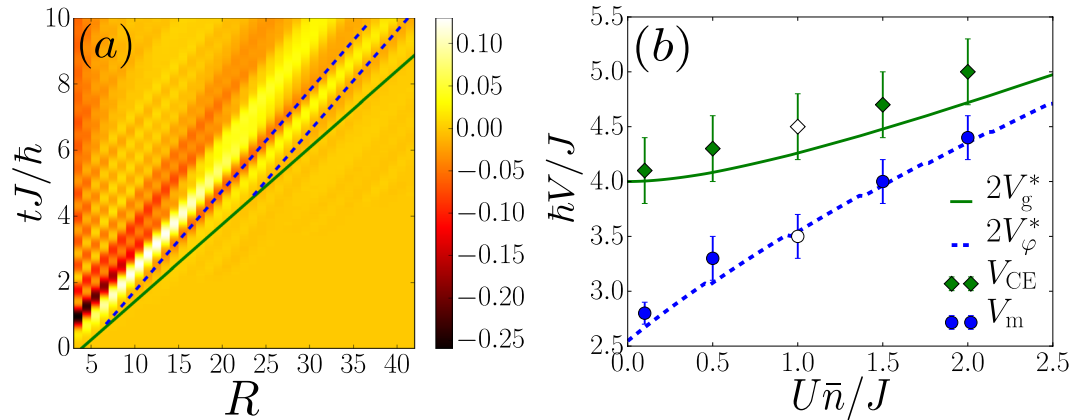 (a)
tJ/ħ
10
8
6
4
2
0
5 10 15 20 25 30 35 40
R
0.10
0.05
0.00
−0.05
−0.10
−0.15
−0.20
−0.25
(b)
ħV/J
5.5
5.0
4.5
4.0
3.5
3.0
2.5
0.0 0.5 1.0 1.5 2.0 2.5
Un̄/J
2V*g
2V*φ
VCE
Vm